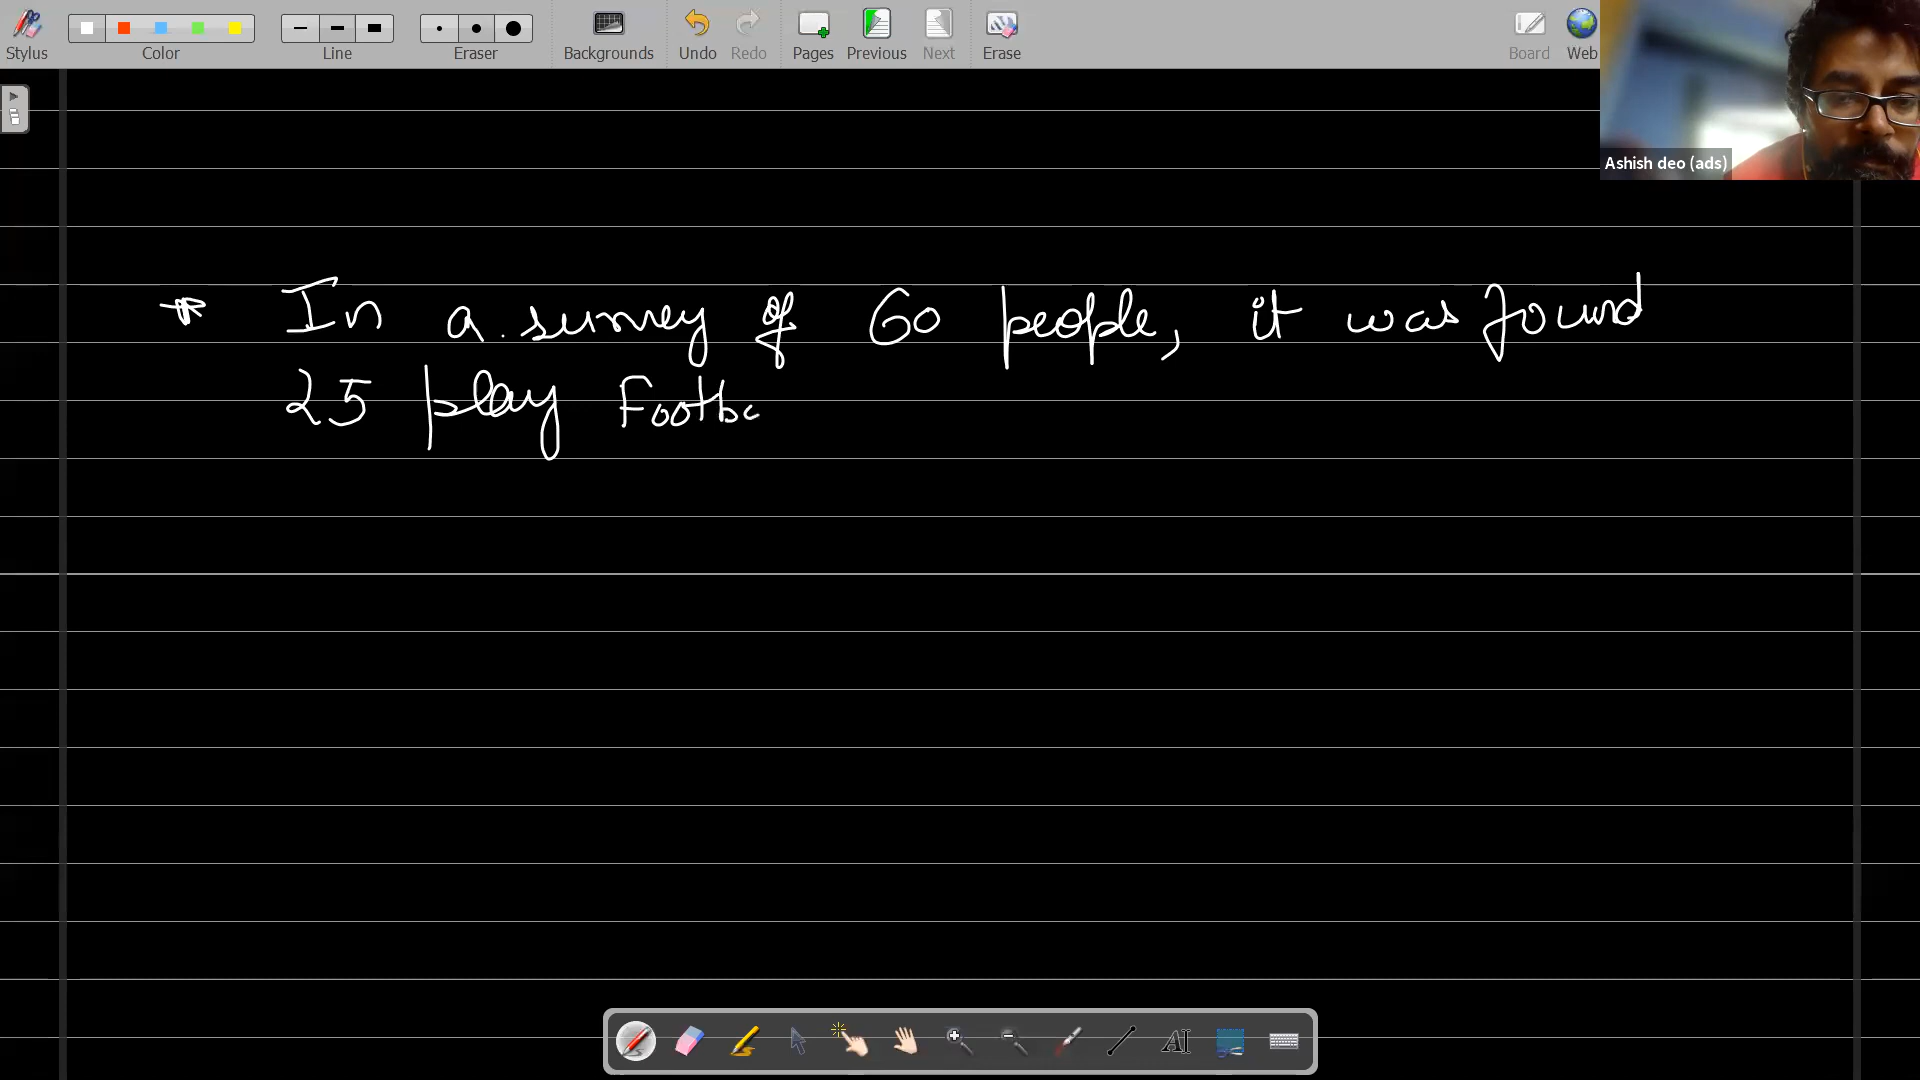 Stylus Color Line Eraser Backgrounds Undo Redo Pages Previous Next Erase Board Web
Ashish deo (ads)
* In a survey of 60 people, it was found
25 play Footba